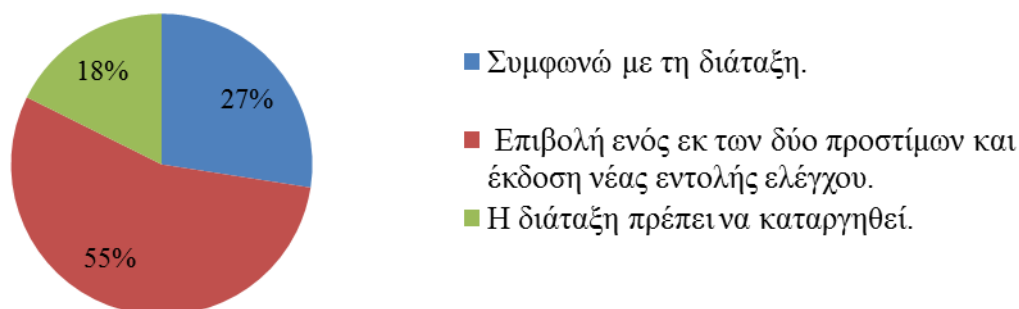 18%
27%
55%
Συμφωνώ με τη διάταξη.
Επιβολή ενός εκ των δύο προστίμων και
έκδοση νέας εντολής ελέγχου.
Η διάταξη πρέπει να καταργηθεί.